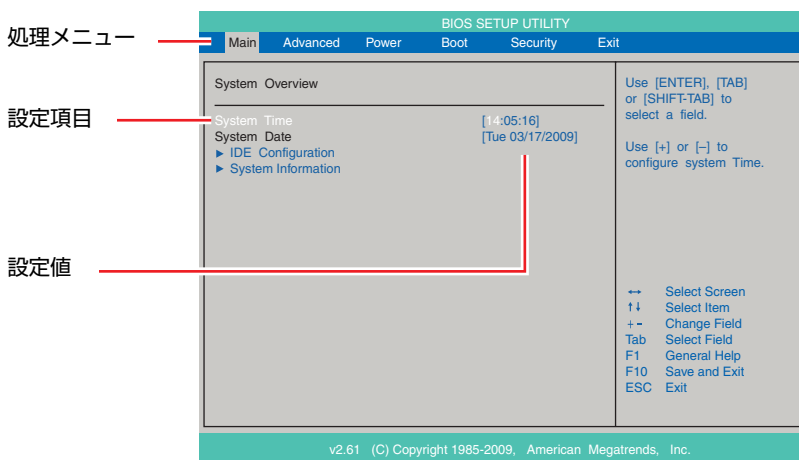 BIOS SETUP UTILITY
処理メニュー
Main Advanced Power Boot Security Exit
System Overview
設定項目
System Time [14:05:16]
System Date [Tue 03/17/2009]
► IDE Configuration
► System Information
設定値
Use [ENTER], [TAB]
or [SHIFT-TAB] to
select a field.
Use [+] or [–] to
configure system Time.
↔ Select Screen
↑↓ Select Item
+- Change Field
Tab Select Field
F1 General Help
F10 Save and Exit
ESC Exit
v2.61 (C) Copyright 1985-2009, American Megatrends, Inc.